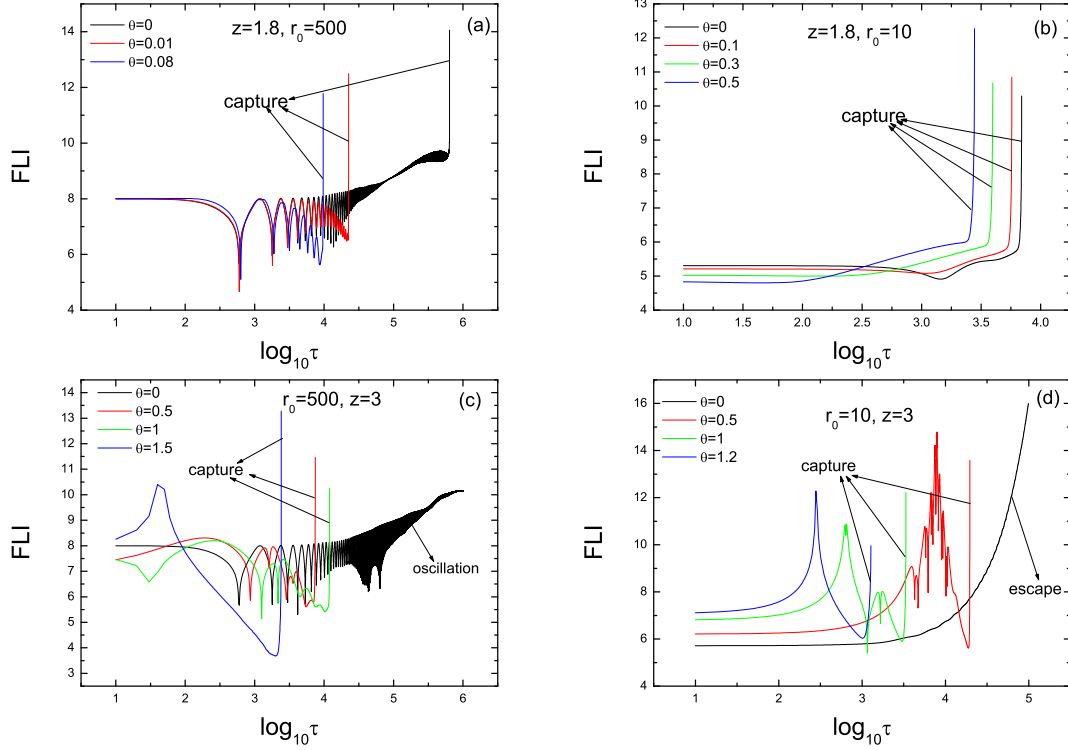 θ=0
θ=0.01
θ=0.08
z=1.8, r₀=500
(a)
capture
FLI
14
12
10
8
6
4
1
2
3
4
5
6
log₁₀τ
θ=0
θ=0.1
θ=0.3
θ=0.5
z=1.8, r₀=10
(b)
capture
FLI
13
12
11
10
9
8
7
6
5
4
1.0
1.5
2.0
2.5
3.0
3.5
4.0
log₁₀τ
θ=0
θ=0.5
θ=1
θ=1.5
r₀=500, z=3
(c)
capture
oscillation
FLI
14
13
12
11
10
9
8
7
6
5
4
3
1
2
3
4
5
6
log₁₀τ
θ=0
θ=0.5
θ=1
θ=1.2
r₀=10, z=3
(d)
capture
escape
FLI
16
14
12
10
8
6
4
1
2
3
4
5
log₁₀τ